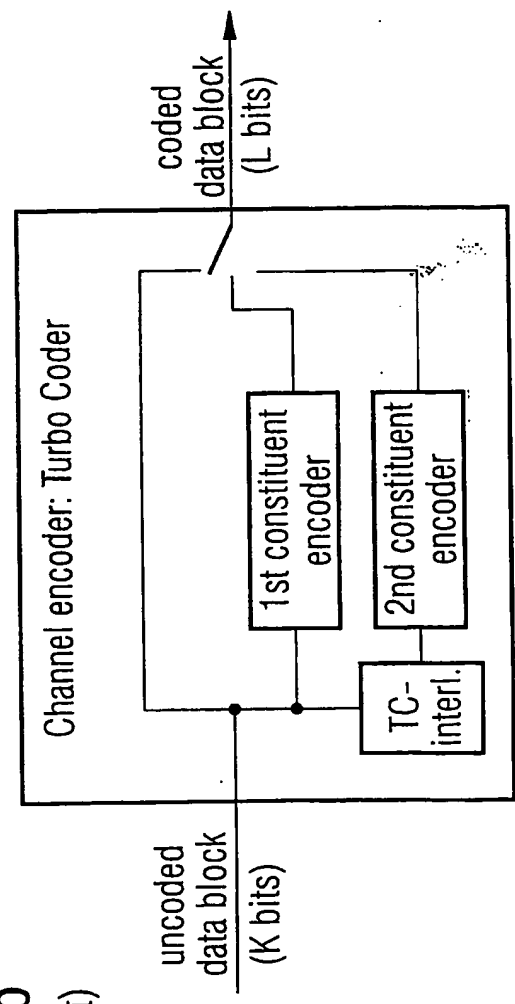 Channel encoder: Turbo Coder
uncoded
data block
(K bits)
1st constituent
encoder
TC-
interl.
2nd constituent
encoder
coded
data block
(L bits)